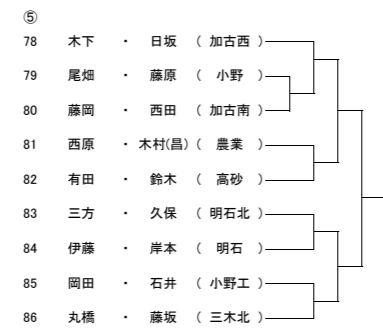 ⑤
78 木下 ・ 日坂 ( 加古西 )
79 尾畑 ・ 藤原 ( 小野 )
80 藤岡 ・ 西田 ( 加古南 )
81 西原 ・ 木村(昌) ( 農業 )
82 有田 ・ 鈴木 ( 高砂 )
83 三方 ・ 久保 ( 明石北 )
84 伊藤 ・ 岸本 ( 明石 )
85 岡田 ・ 石井 ( 小野工 )
86 丸橋 ・ 藤坂 ( 三木北 )